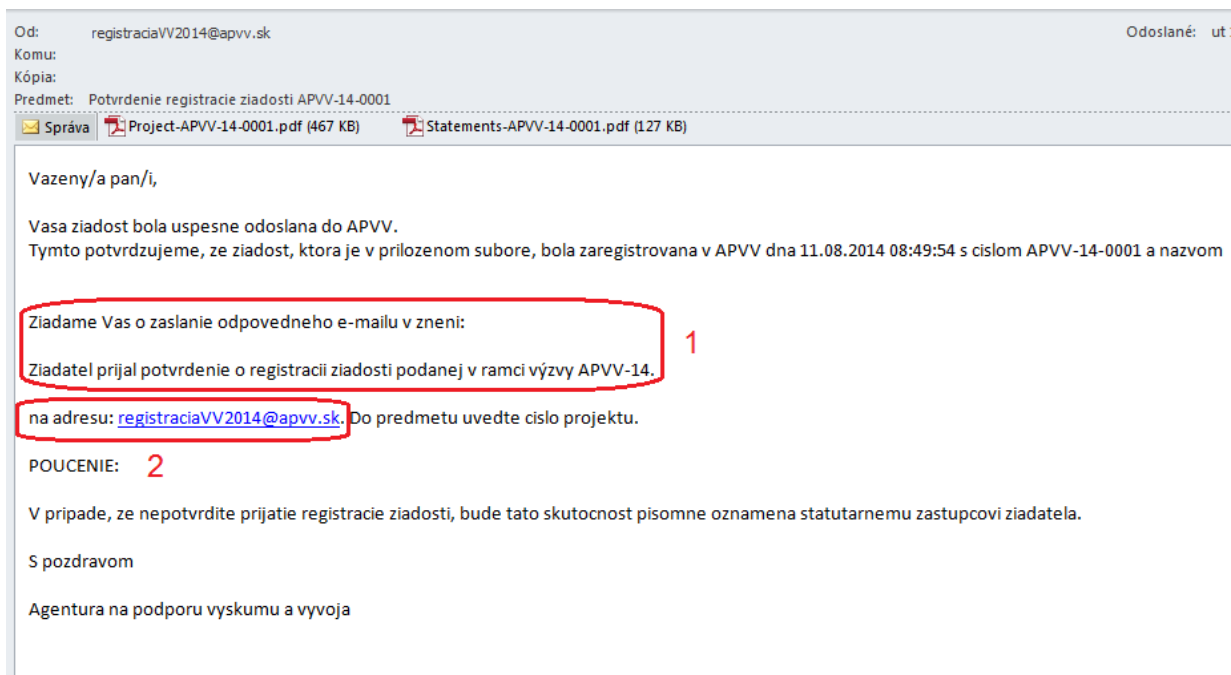 Od: registraciaVV2014@apvv.sk Odoslané: ut
Komu:
Kópia:
Predmet: Potvrdenie registracie ziadosti APVV-14-0001
Správa Project-APVV-14-0001.pdf (467 KB) Statements-APVV-14-0001.pdf (127 KB)
Vazeny/a pan/i,
Vasa ziadost bola uspesne odoslana do APVV.
Tymto potvrdzujeme, ze ziadost, ktora je v prilozenom subore, bola zaregistrovana v APVV dna 11.08.2014 08:49:54 s cislom APVV-14-0001 a nazvom
Ziadame Vas o zaslanie odpovedneho e-mailu v zneni:
1
Ziadatel prijal potvrdenie o registracii ziadosti podanej v ramci výzvy APVV-14.
na adresu: registraciaVV2014@apvv.sk. Do predmetu uvedte cislo projektu.
POUCENIE: 2
V pripade, ze nepotvrdite prijatie registracie ziadosti, bude tato skutocnost pisomne oznamena statutarnemu zastupcovi ziadatela.
S pozdravom
Agentura na podporu vyskumu a vyvoja